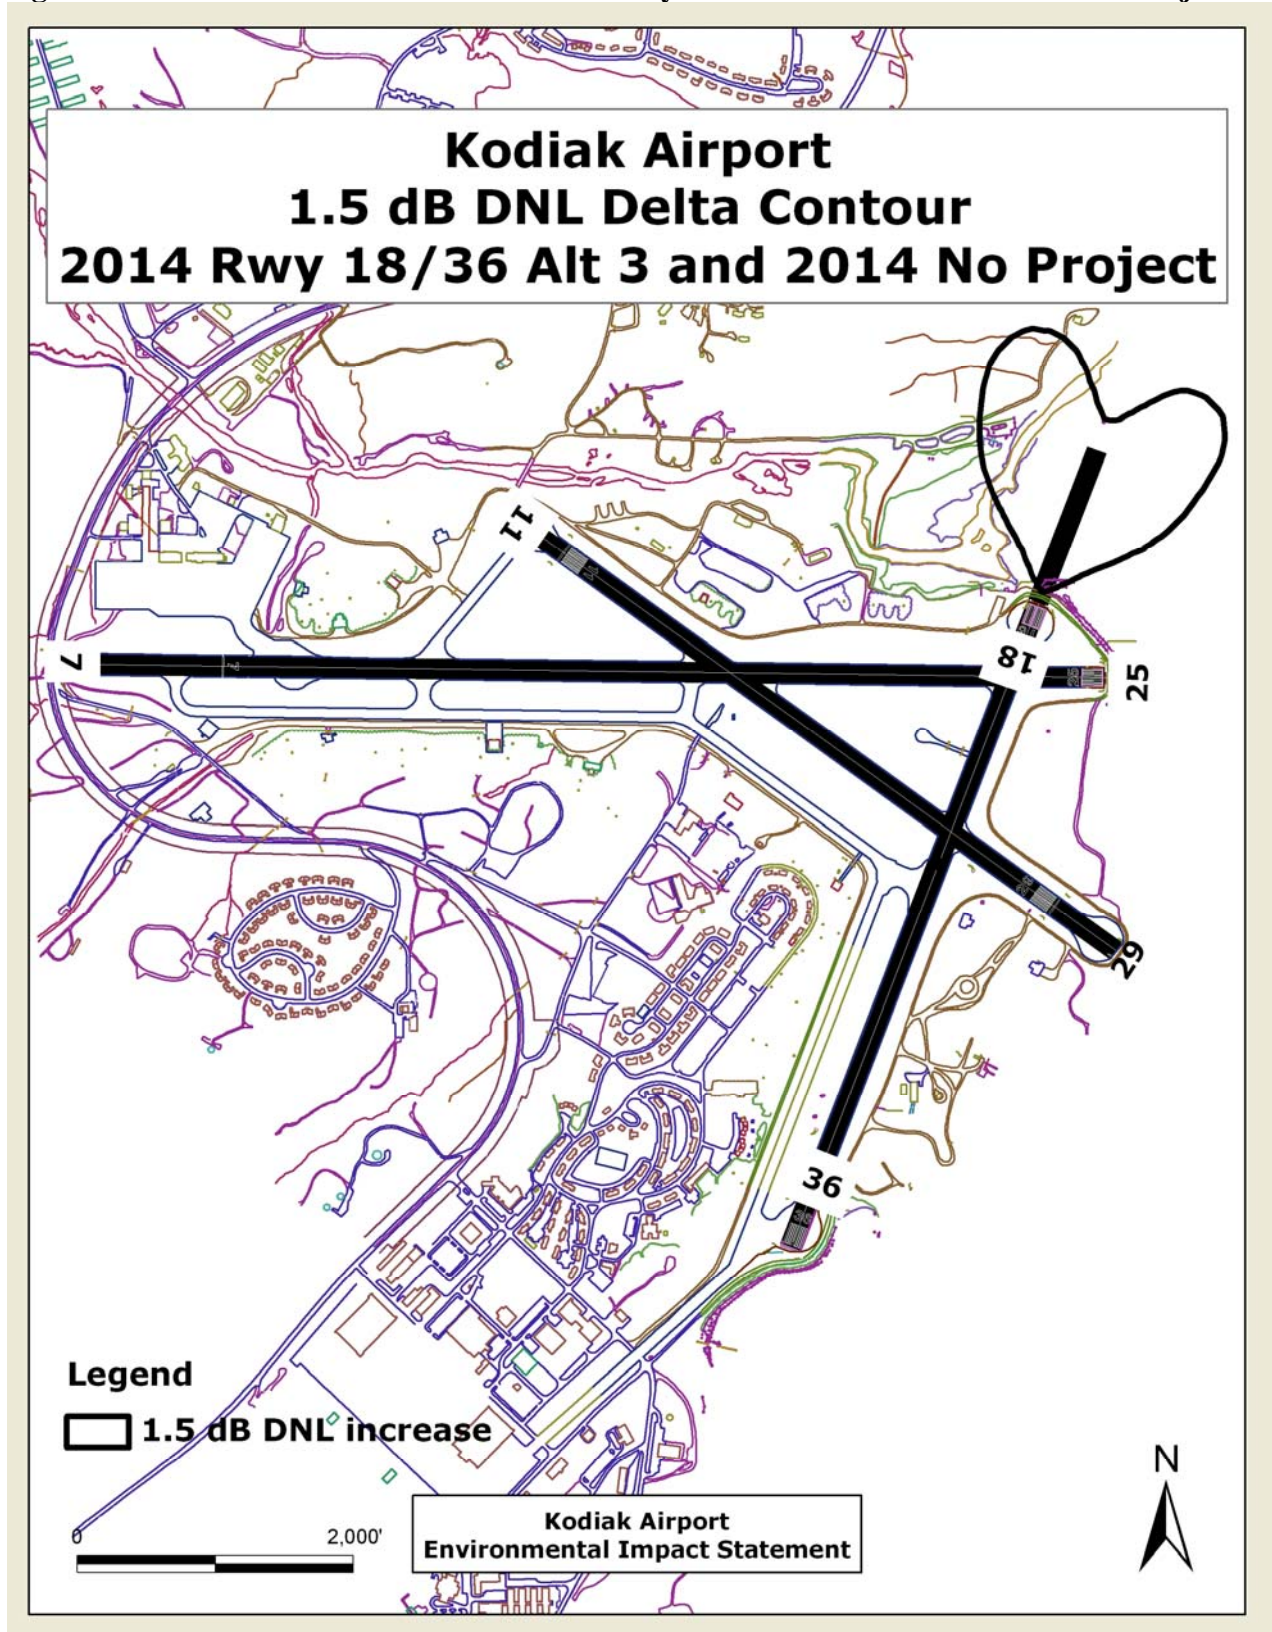 Kodiak Airport
1.5 dB DNL Delta Contour
2014 Rwy 18/36 Alt 3 and 2014 No Project
11
7
18
25
25
29
36
Legend
1.5 dB DNL increase
N
0
2,000'
Kodiak Airport
Environmental Impact Statement